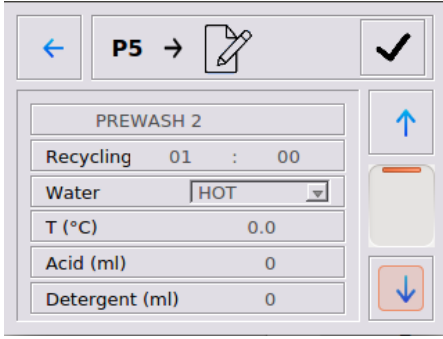 P5
PREWASH 2
Recycling 01 : 00
Water HOT
T (°C) 0.0
Acid (ml) 0
Detergent (ml) 0